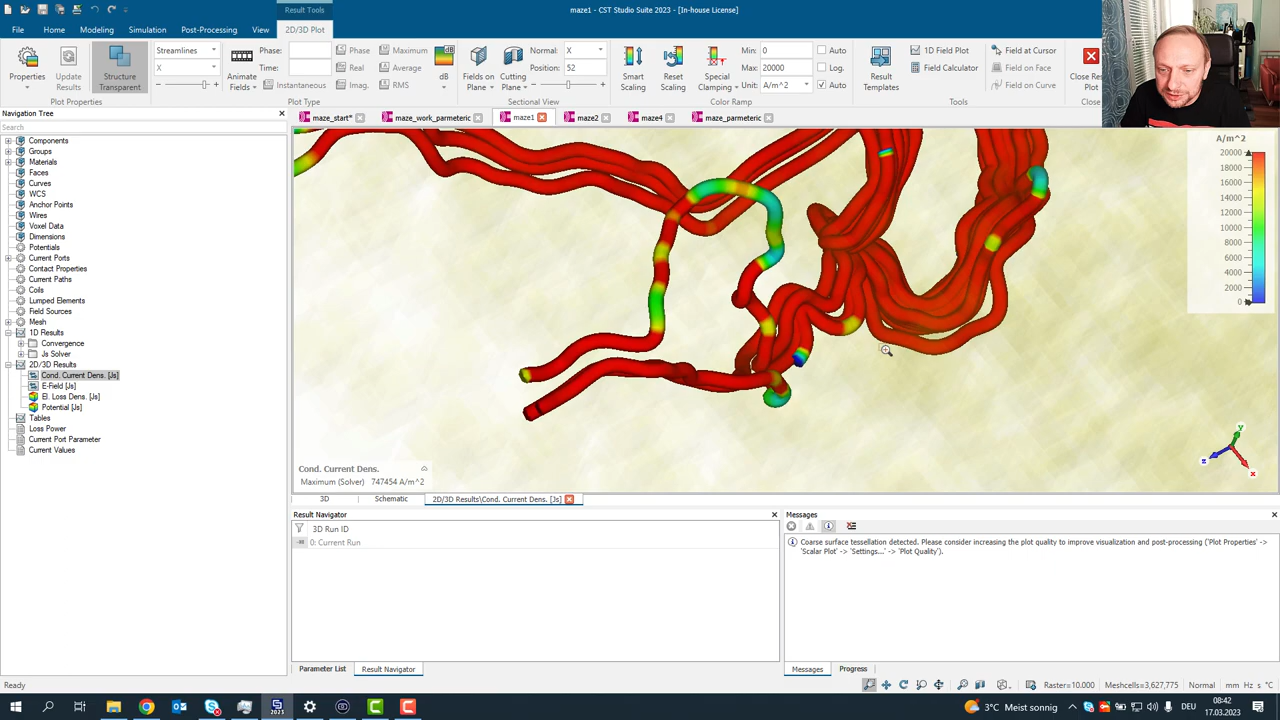 Result Tools
maze1 - CST Studio Suite 2023 - [In-house License]
File
Home
Modeling
Simulation
Post-Processing
View
2D/3D Plot
Properties
Update Results
Structure Transparent
Streamlines
X
Plot Properties
Animate Fields
Phase:
Time:
Phase
Real
Instantaneous
Imag.
Maximum
Average
RMS
dB
Plot Type
Fields on Plane
Cutting Plane
Normal:
X
Position:
52
Sectional View
Smart Scaling
Reset Scaling
Special Clamping
Min:
0
Auto
Max:
20000
Log.
Unit:
A/m^2
Auto
Color Ramp
Result Templates
1D Field Plot
Field Calculator
Field at Cursor
Field on Face
Field on Curve
Tools
Close Res
Plot
Close
Navigation Tree
Search
Components
Groups
Materials
Faces
Curves
WCS
Anchor Points
Wires
Voxel Data
Dimensions
Potentials
Current Ports
Contact Properties
Current Paths
Coils
Lumped Elements
Field Sources
Mesh
1D Results
Convergence
Js Solver
2D/3D Results
Cond. Current Dens. [Js]
E-Field [Js]
El. Loss Dens. [Js]
Potential [Js]
Tables
Loss Power
Current Port Parameter
Current Values
maze_start*
maze_work_parmeteric
maze1
maze2
maze4
maze_parmeteric
A/m^2
20000
18000
16000
14000
12000
10000
8000
6000
4000
2000
0
Cond. Current Dens.
Maximum (Solver) 747454 A/m^2
y
z
x
3D
Schematic
2D/3D Results\Cond. Current Dens. [Js]
Result Navigator
3D Run ID
0: Current Run
Parameter List
Result Navigator
Messages
Coarse surface tessellation detected. Please consider increasing the plot quality to improve visualization and post-processing ('Plot Properties' ->
'Scalar Plot' -> 'Settings...' -> 'Plot Quality').
Messages
Progress
Ready
Raster=10.000
Meshcells=3,627,775
Normal
mm Hz s °C
2023
3°C Meist sonnig
DEU
08:42
17.03.2023